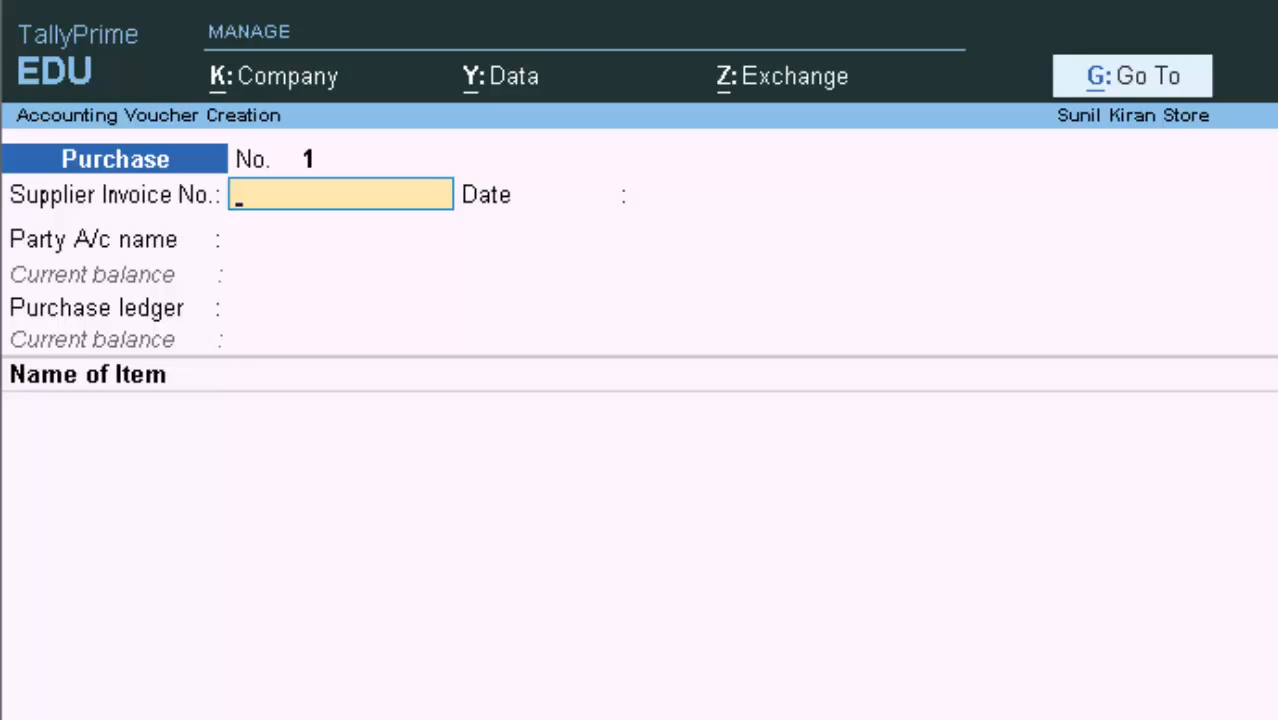 TallyPrime MANAGE
EDU K: Company Y: Data Z: Exchange G: Go To
Accounting Voucher Creation Sunil Kiran Store
Purchase No. 1
Supplier Invoice No.: Date :
Party A/c name :
Current balance :
Purchase ledger :
Current balance :
Name of Item